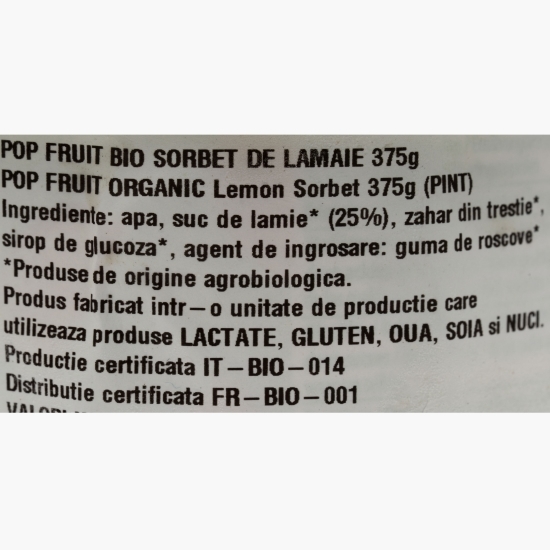 POP FRUIT BIO SORBET DE LAMAIE 375g
POP FRUIT ORGANIC Lemon Sorbet 375g (PINT)
Ingrediente: apa, suc de lamie* (25%), zahar din trestie*,
sirop de glucoza*, agent de ingrosare: guma de roscove*
*Produse de origine agrobiologica.
Produs fabricat intr-o unitate de productie care
utilizeaza produse LACTATE, GLUTEN, OUA, SOIA si NUCI.
Productie certificata IT-BIO-014
Distributie certificata FR-BIO-001